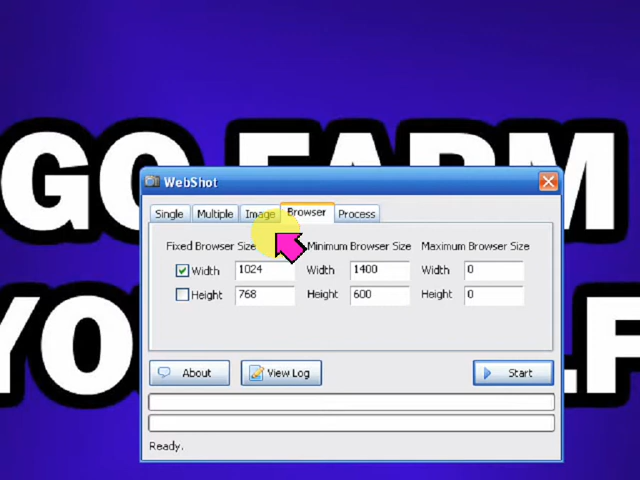 GO FARM
WebShot
Single Multiple Image Browser Process
Fixed Browser Size Minimum Browser Size Maximum Browser Size
Width 1024 Width 1400 Width 0
Height 768 Height 600 Height 0
About View Log Start
Ready.